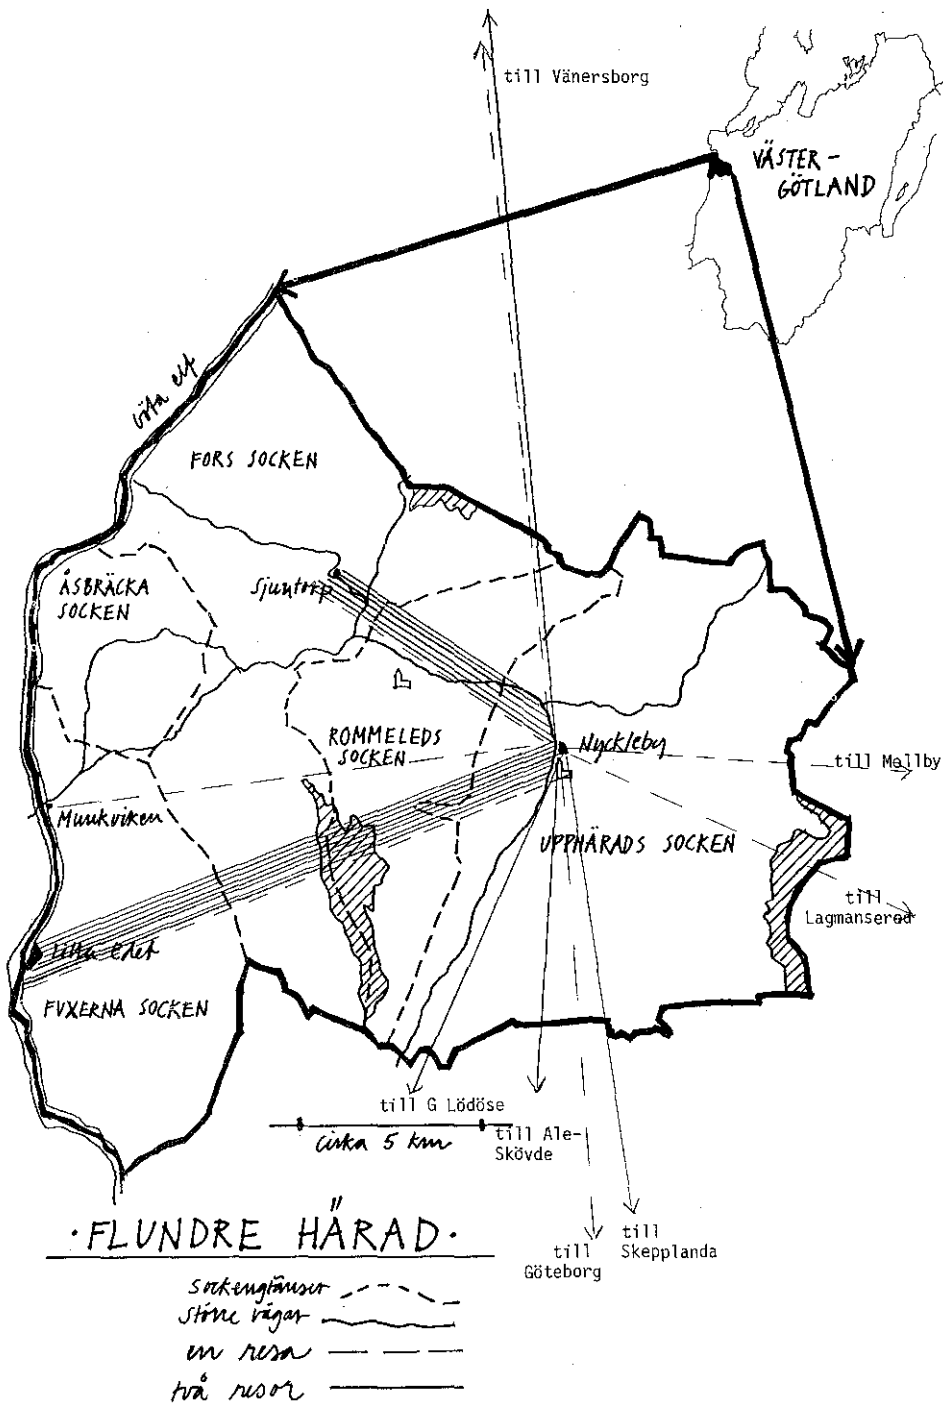 till Vänersborg
VÄSTER-
GÖTLAND
Göta elf
FORS SOCKEN
ÅSBRÄCKA
SOCKEN
Sjuntorp
ROMMELEDS
SOCKEN
Nyckleby
till Mellby
Munkviken
UPPHÄRADS SOCKEN
till
Lagmansered
Lilla Edet
FUXERNA SOCKEN
till G Lödöse
cirka 5 km
till Ale-
Skövde
till
Skepplanda
till
Göteborg
·FLUNDRE HÄRAD·
Sockengränser
större vägar
en resa
två resor